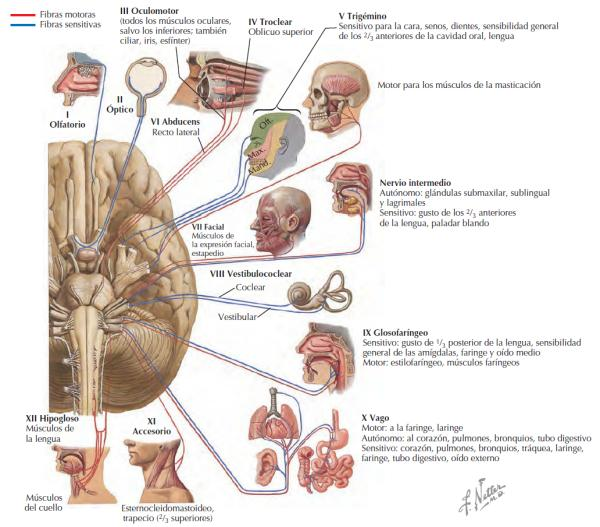 Fibras motoras
Fibras sensitivas
III Oculomotor
(todos los músculos oculares,
salvo los inferiores; también
ciliar, iris, esfínter)
IV Troclear
Oblicuo superior
V Trigémino
Sensitivo para la cara, senos, dientes, sensibilidad general
de los 2/3 anteriores de la cavidad oral, lengua
Motor para los músculos de la masticación
I
Olfatorio
II
Óptico
VI Abducens
Recto lateral
Oft.
Max.
Mand.
Nervio intermedio
Autónomo: glándulas submaxilar, sublingual
y lagrimales
Sensitivo: gusto de los 2/3 anteriores
de la lengua, paladar blando
VII Facial
Músculos de
la expresión facial,
estapedio
VIII Vestibulococlear
Coclear
Vestibular
IX Glosofaríngeo
Sensitivo: gusto de 1/3 posterior de la lengua, sensibilidad
general de las amígdalas, faringe y oído medio
Motor: estilofaríngeo, músculos faríngeos
X Vago
Motor: a la faringe, laringe
Autónomo: al corazón, pulmones, bronquios, tubo digestivo
Sensitivo: corazón, pulmones, bronquios, tráquea, laringe,
faringe, tubo digestivo, oído externo
XII Hipogloso
Músculos de
la lengua
XI
Accesorio
Músculos
del cuello
Esternocleidomastoideo,
trapecio (2/3 superiores)
F. Netter
M.D.